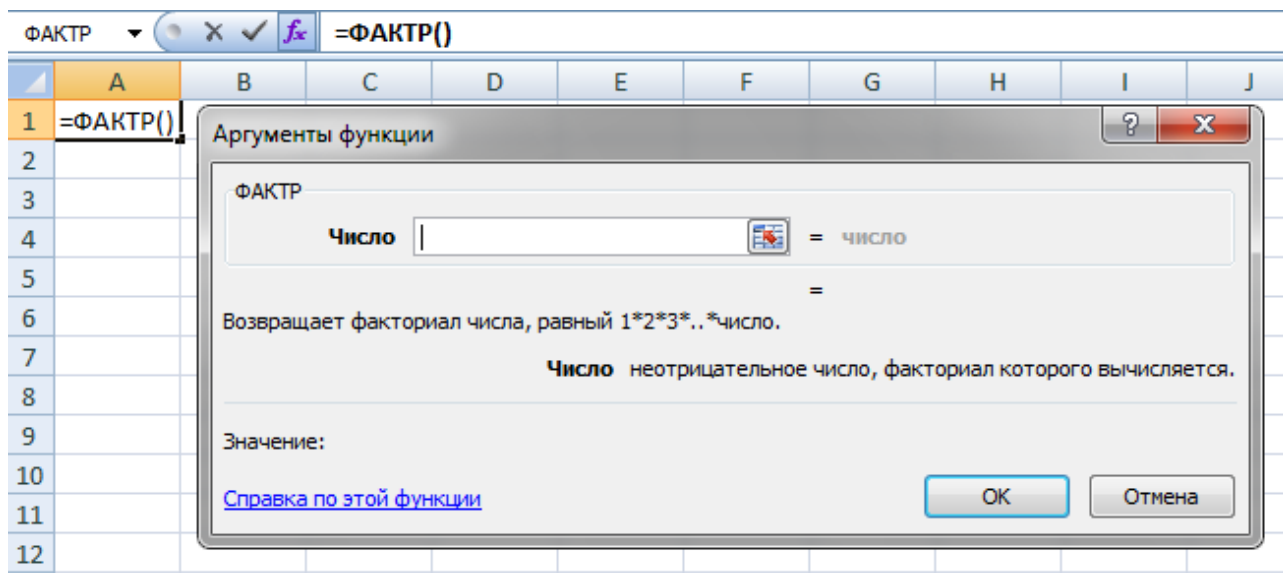 ФАКТР fx =ФАКТР()
A B C D E F G H I J
1 =ФАКТР()
Аргументы функции ?
2
ФАКТР
3
Число = число
4
5
=
6
Возвращает факториал числа, равный 1*2*3*..*число.
7
Число неотрицательное число, факториал которого вычисляется.
8
9
Значение:
10
Справка по этой функции OK Отмена
11
12